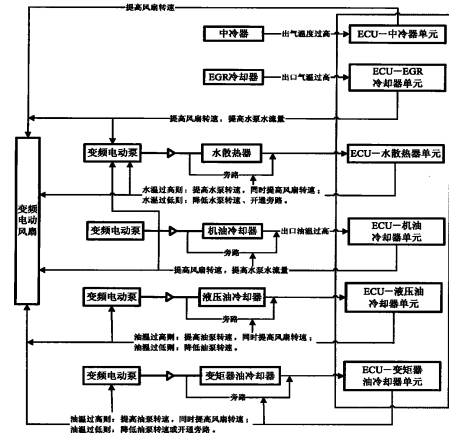 提高风扇转速
中冷器
出气温度过高
ECU—中冷器单元
EGR冷却器
出口气温过高
ECU—EGR
冷却器单元
提高风扇转速，提高水泵水流量
变频电动泵
水散热器
ECU—水散热器单元
旁路
水温过高则：提高水泵转速，同时提高风扇转速；
水温过低则：降低水泵转速、开通旁路。
变频
电动
风扇
变频电动泵
机油冷却器
出口油温过高
ECU—机油
冷却器单元
旁路
提高风扇转速，提高水泵水流量
变频电动泵
液压油冷却器
ECU—液压油
冷却器单元
旁路
油温过高则：提高油泵转速，同时提高风扇转速；
油温过低则：降低油泵转速。
变频电动泵
变矩器油冷却器
ECU—变矩器
油冷却器单元
旁路
油温过高则：提高油泵转速，同时提高风扇转速；
油温过低则：降低油泵转速或开通旁路。